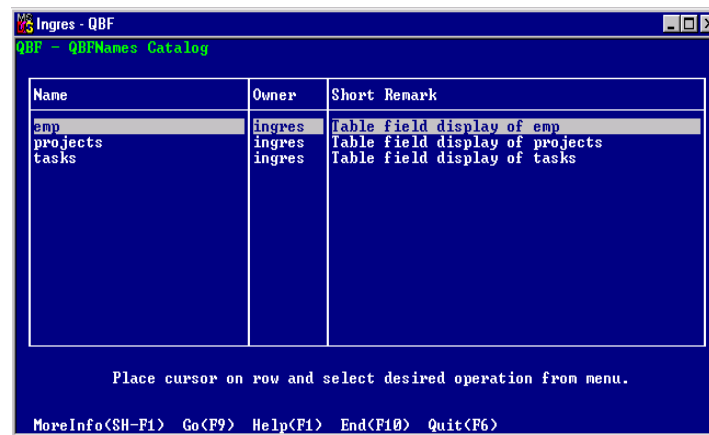 Ingres - QBF
QBF - QBFNames Catalog
Name Owner Short Remark
emp ingres Table field display of emp
projects ingres Table field display of projects
tasks ingres Table field display of tasks
Place cursor on row and select desired operation from menu.
MoreInfo(SH-F1) Go(F9) Help(F1) End(F10) Quit(F6)